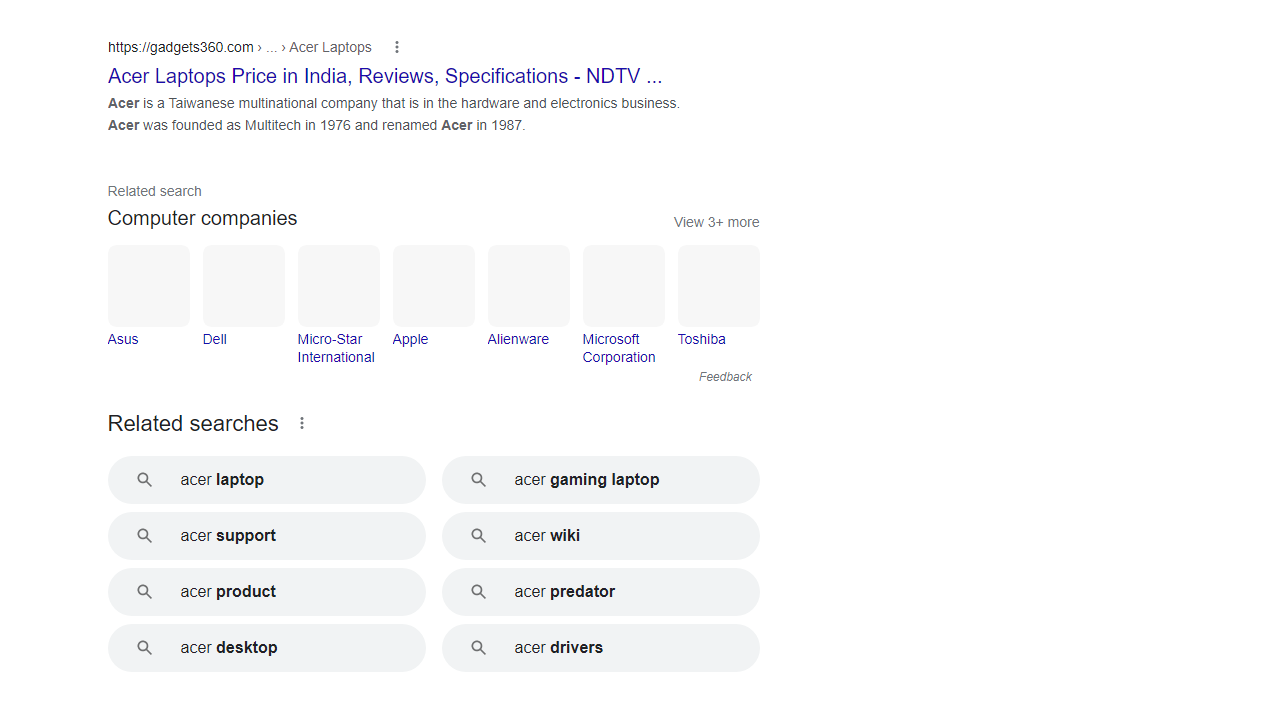 https://gadgets360.com › ... › Acer Laptops
Acer Laptops Price in India, Reviews, Specifications - NDTV ...
Acer is a Taiwanese multinational company that is in the hardware and electronics business.
Acer was founded as Multitech in 1976 and renamed Acer in 1987.
Related search
Computer companies
View 3+ more
Asus
Dell
Micro-Star
International
Apple
Alienware
Microsoft
Corporation
Toshiba
Feedback
Related searches
acer laptop
acer gaming laptop
acer support
acer wiki
acer product
acer predator
acer desktop
acer drivers